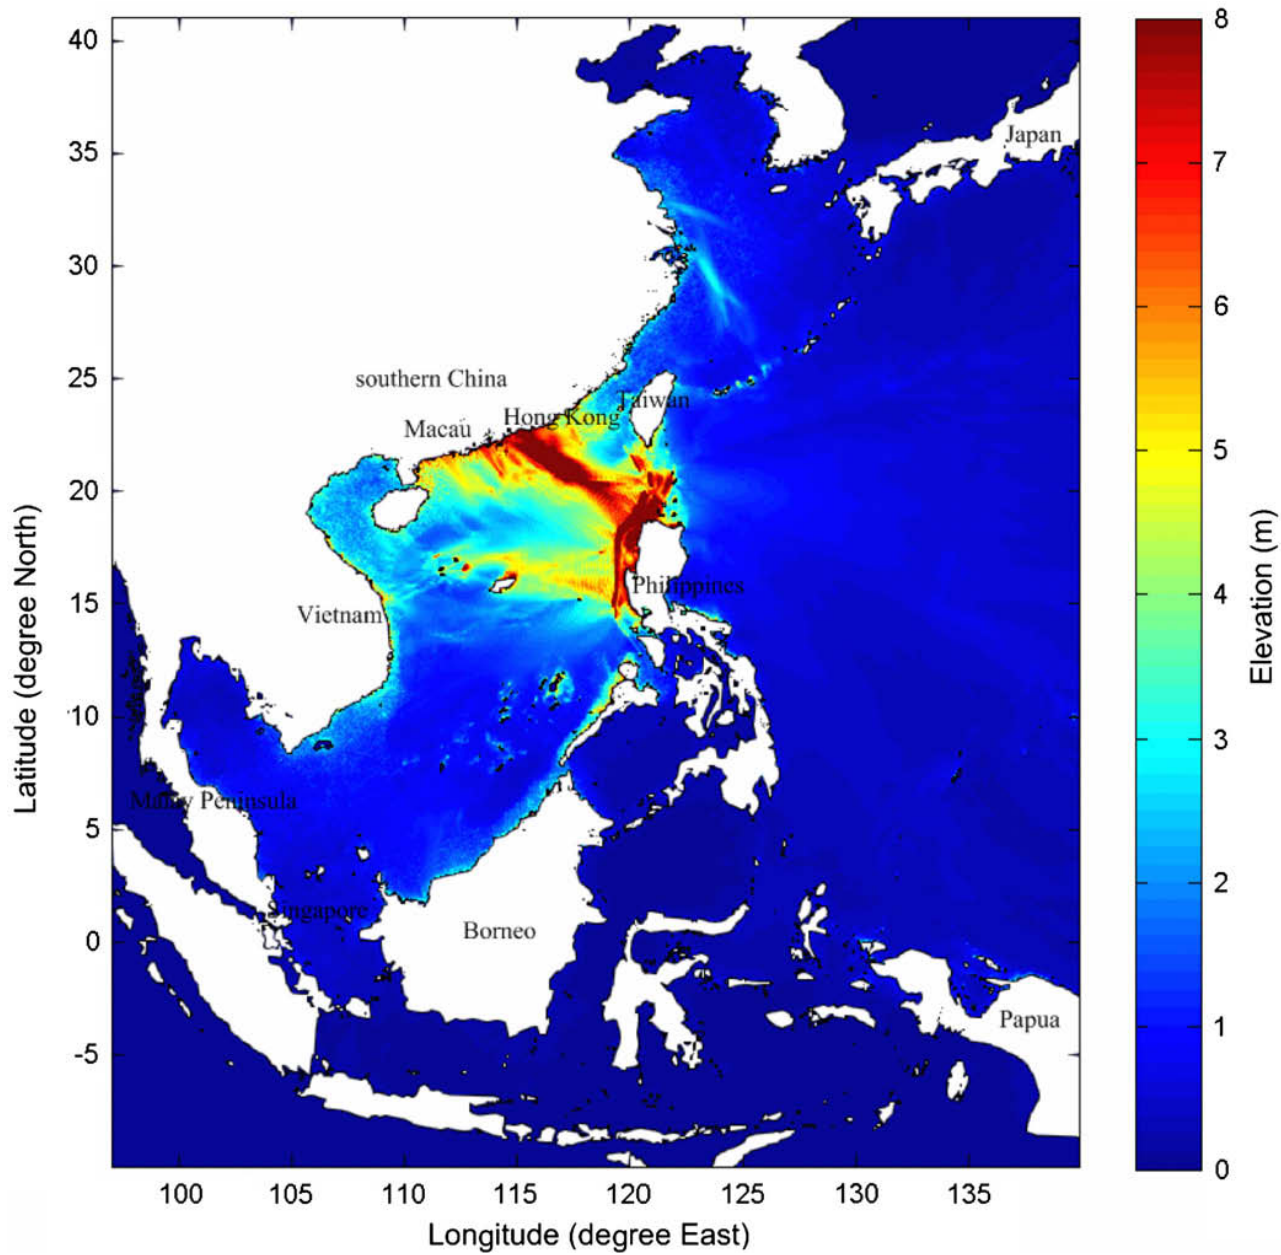 40
35
30
25
20
15
10
5
0
-5
Latitude (degree North)
Japan
southern China
Taiwan
Hong Kong
Macau
Philippines
Vietnam
Malay Peninsula
Singapore
Borneo
Papua
100
105
110
115
120
125
130
135
Longitude (degree East)
8
7
6
5
4
3
2
1
0
Elevation (m)